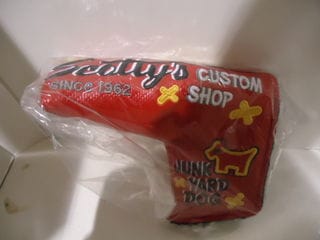 Scotty's CUSTOM
SINCE 1962 SHOP
JUNK
YARD
DOG